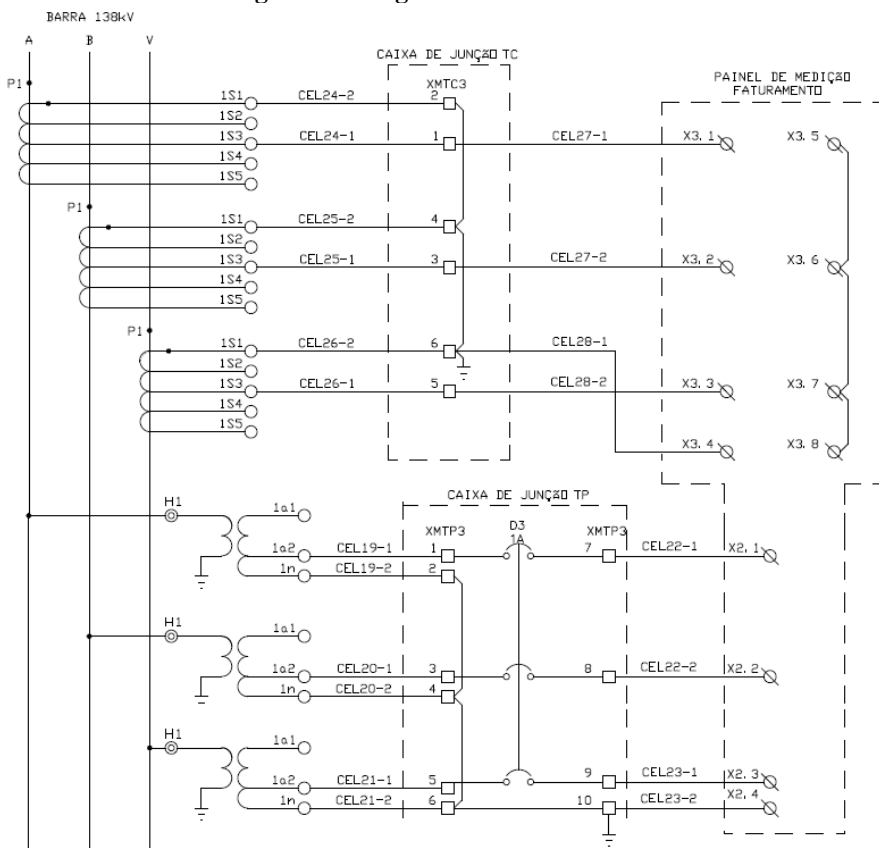 BARRA 138kV
A B V
CAIXA DE JUNÇÃO TC
PAINEL DE MEDIÇÃO
FATURAMENTO
P1
XMTC3
1S1 CEL24-2 2
1S2
1S3 CEL24-1 1 CEL27-1 X3.1 X3.5
1S4
1S5
P1
1S1 CEL25-2 4
1S2
1S3 CEL25-1 3 CEL27-2 X3.2 X3.6
1S4
1S5
P1
1S1 CEL26-2 6 CEL28-1
1S2
1S3 CEL26-1 5 CEL28-2 X3.3 X3.7
1S4
1S5
X3.4 X3.8
CAIXA DE JUNÇÃO TP
H1 1a1
XMTP3 D3 XMTP3
1A
1a2 CEL19-1 1 7 CEL22-1 X2.1
1n CEL19-2 2
H1 1a1
1a2 CEL20-1 3 8 CEL22-2 X2.2
1n CEL20-2 4
H1 1a1
1a2 CEL21-1 5 9 CEL23-1 X2.3
1n CEL21-2 6 10 CEL23-2 X2.4